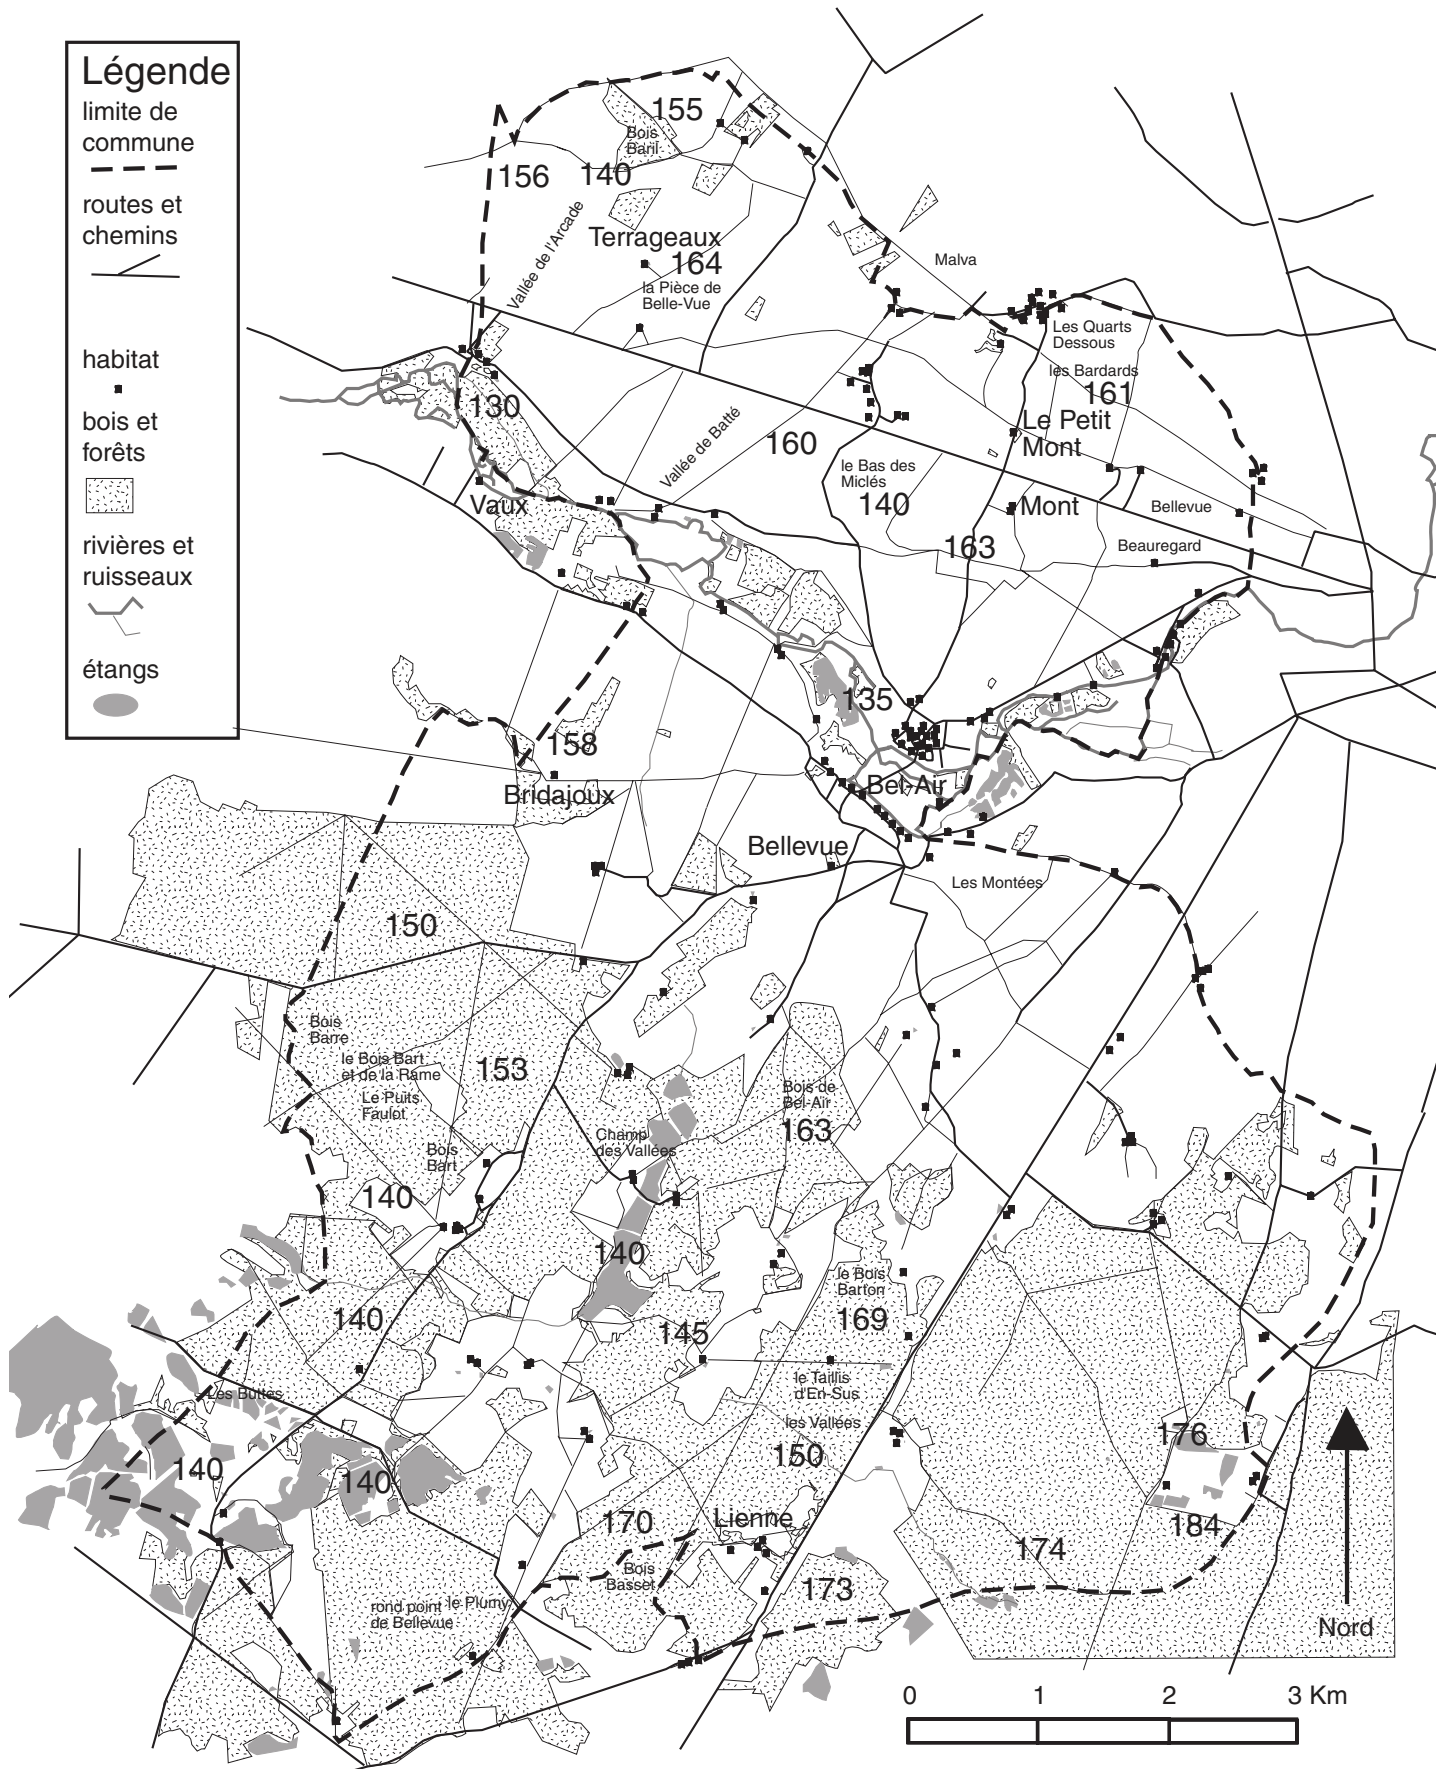 Légende
limite de
commune
routes et
chemins
habitat
bois et
forêts
rivières et
ruisseaux
étangs
155
Bois
Baril
156
140
Vallée de l'Arcade
Terrageaux
164
la Pièce de
Belle-Vue
Malva
Les Quarts
Dessous
les Bardards
161
130
Le Petit
Mont
Vallée de Batté
160
le Bas des
Miclés
140
Vaux
Mont
Bellevue
163
Beauregard
135
158
Bridajoux
Bel-Air
Bellevue
Les Montées
150
Bois
Barre
le Bois Bart
et de la Rame
153
Le Puits
Faulot
Bois de
Bel-Air
163
Champ
des Vallées
Bois
Bart
140
140
le Bois
Barton
140
145
169
le Taillis
d'En-Sus
Les Buttes
les Vallées
176
140
140
150
170
Lienne
184
174
Bois
Basset
173
rond point
de Bellevue
le Plumy
Nord
0
1
2
3 Km